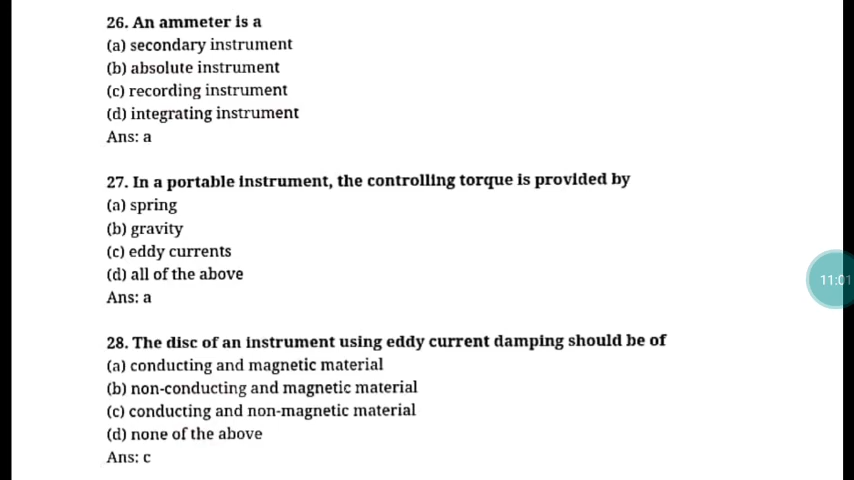 26. An ammeter is a
(a) secondary instrument
(b) absolute instrument
(c) recording instrument
(d) integrating instrument
Ans: a
27. In a portable instrument, the controlling torque is provided by
(a) spring
(b) gravity
(c) eddy currents
(d) all of the above
Ans: a
28. The disc of an instrument using eddy current damping should be of
(a) conducting and magnetic material
(b) non-conducting and magnetic material
(c) conducting and non-magnetic material
(d) none of the above
Ans: c
11:01